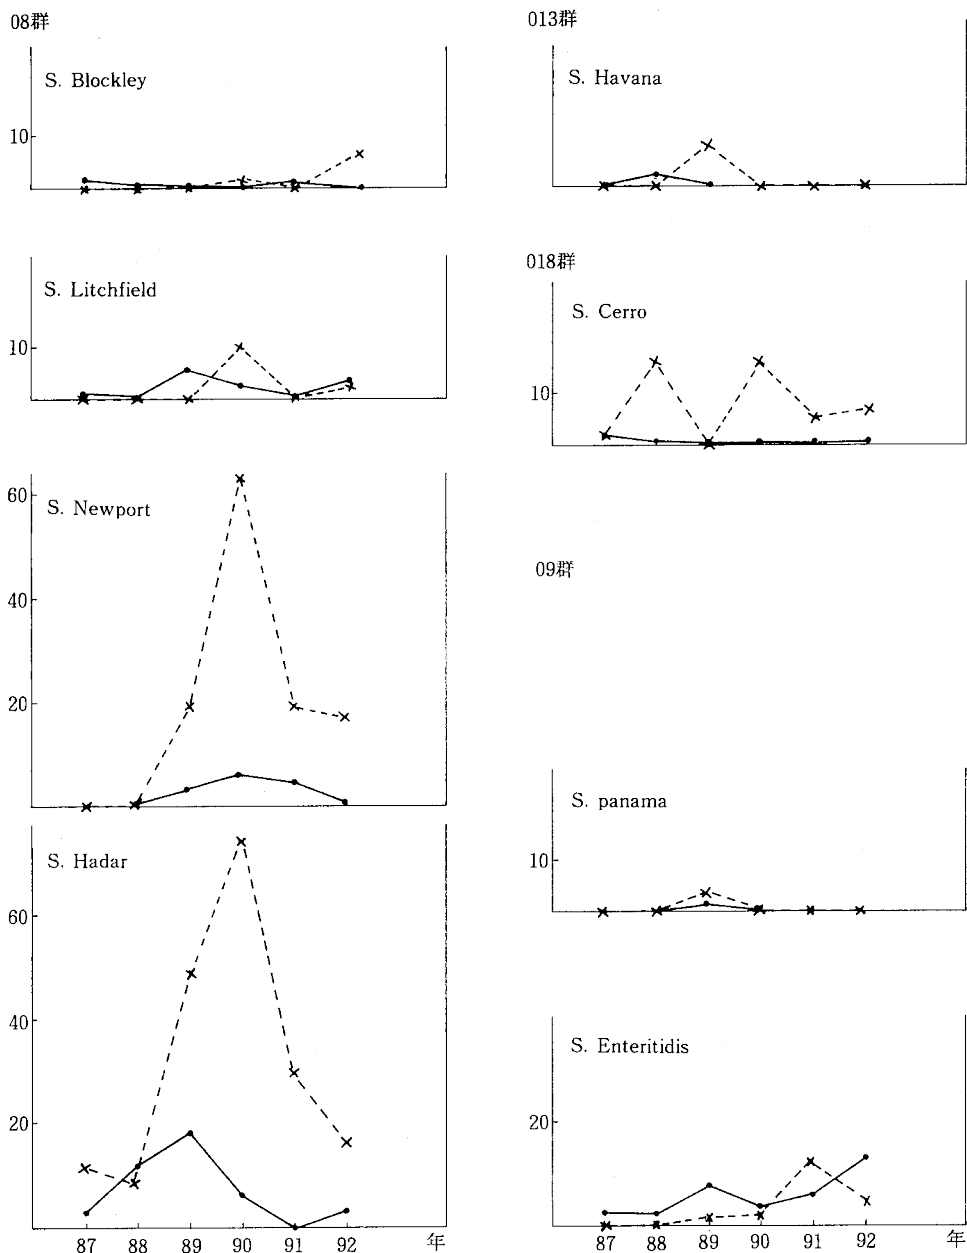 08群
S. Blockley
10
S. Litchfield
10
S. Newport
60
40
20
S. Hadar
60
40
20
87 88 89 90 91 92 年
013群
S. Havana
018群
S. Cerro
10
09群
S. panama
10
S. Enteritidis
20
87 88 89 90 91 92 年